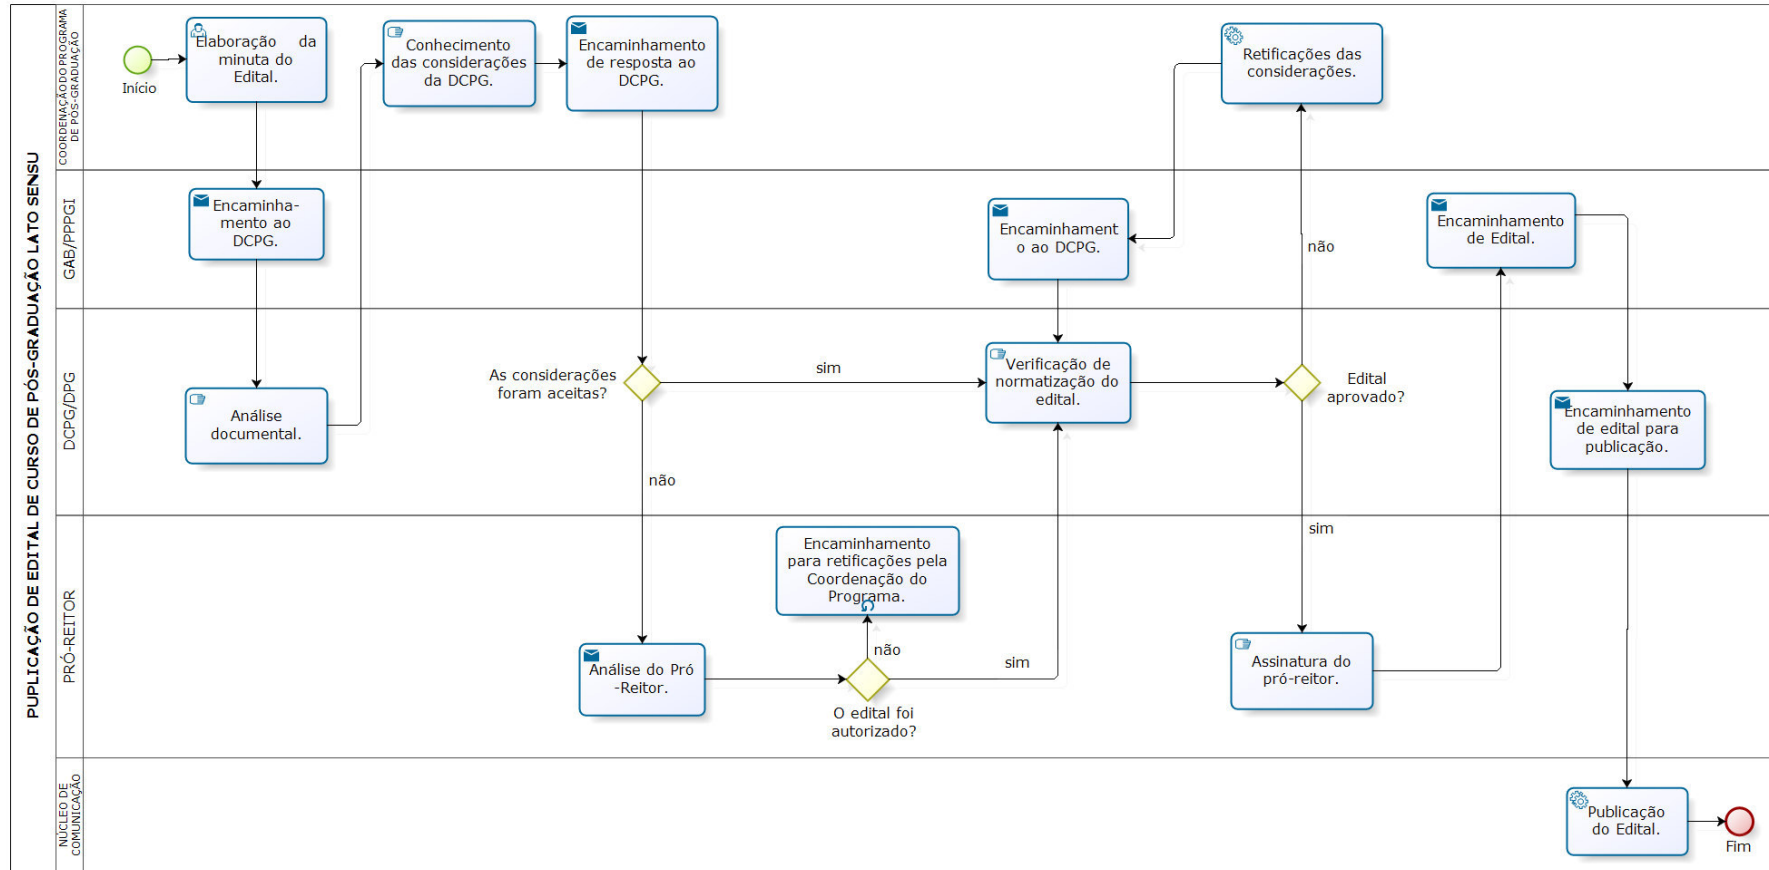 PUPLICAÇÃO DE EDITAL DE CURSO DE PÓS-GRADUAÇÃO LATO SENSU
COORDENAÇÃO DO PROGRAMA
DE PÓS-GRADUAÇÃO
Início
Elaboração da
minuta do
Edital.
Conhecimento
das considerações
da DCPG.
Encaminhamento
de resposta ao
DCPG.
Retificações das
considerações.
GAB/PPPGI
Encaminha-
mento ao
DCPG.
Encaminhament
o ao DCPG.
não
Encaminhamento
de Edital.
DCPG/DPG
Análise
documental.
As considerações
foram aceitas?
sim
não
Verificação de
normatização do
edital.
Edital
aprovado?
Encaminhamento
de edital para
publicação.
PRÓ-REITOR
Análise do Pró
-Reitor.
Encaminhamento
para retificações pela
Coordenação do
Programa.
não
sim
O edital foi
autorizado?
sim
Assinatura do
pró-reitor.
NÚCLEO DE
COMUNICAÇÃO
Publicação
do Edital.
Fim